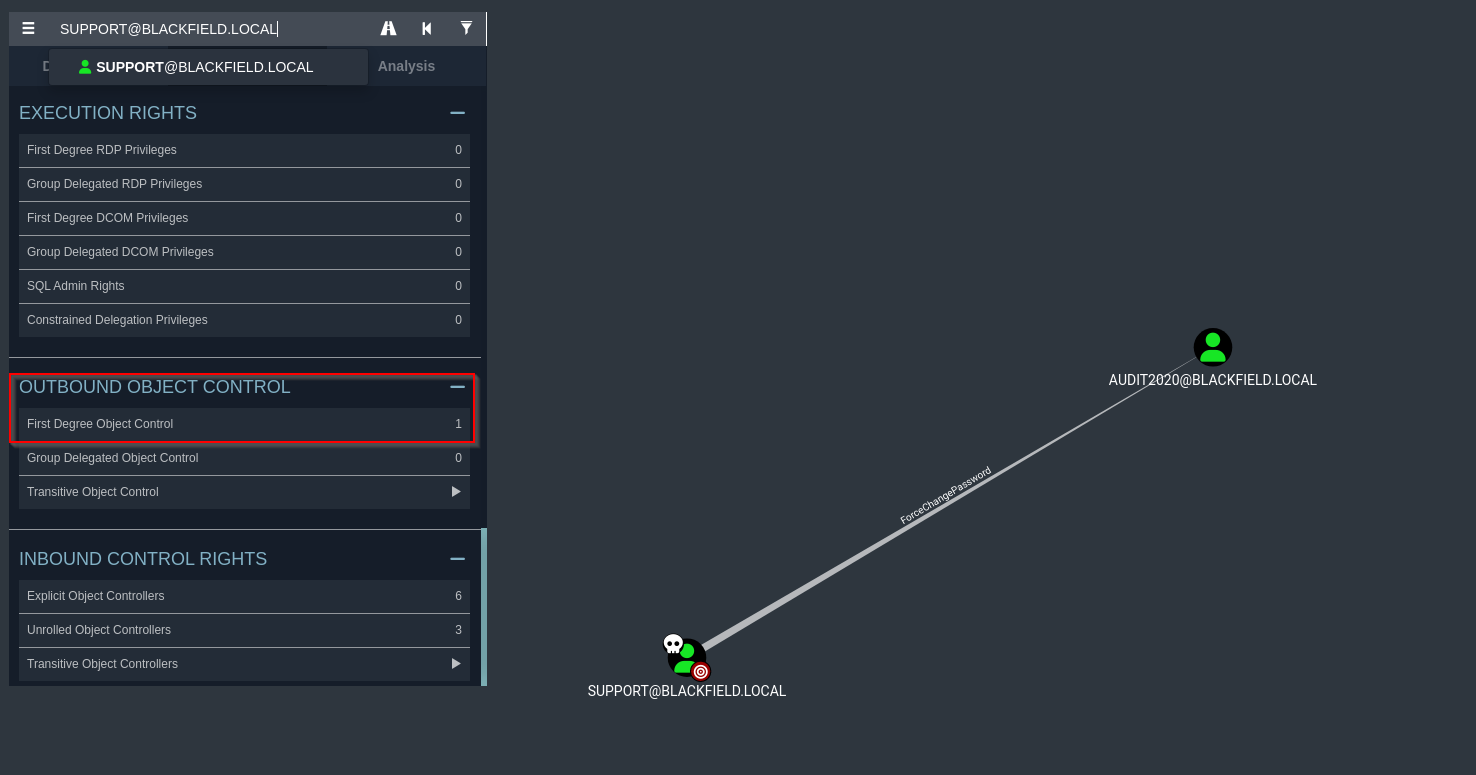 SUPPORT@BLACKFIELD.LOCAL
SUPPORT@BLACKFIELD.LOCAL
Analysis
EXECUTION RIGHTS
First Degree RDP Privileges 0
Group Delegated RDP Privileges 0
First Degree DCOM Privileges 0
Group Delegated DCOM Privileges 0
SQL Admin Rights 0
Constrained Delegation Privileges 0
OUTBOUND OBJECT CONTROL
First Degree Object Control 1
Group Delegated Object Control 0
Transitive Object Control
INBOUND CONTROL RIGHTS
Explicit Object Controllers 6
Unrolled Object Controllers 3
Transitive Object Controllers
AUDIT2020@BLACKFIELD.LOCAL
ForceChangePassword
SUPPORT@BLACKFIELD.LOCAL